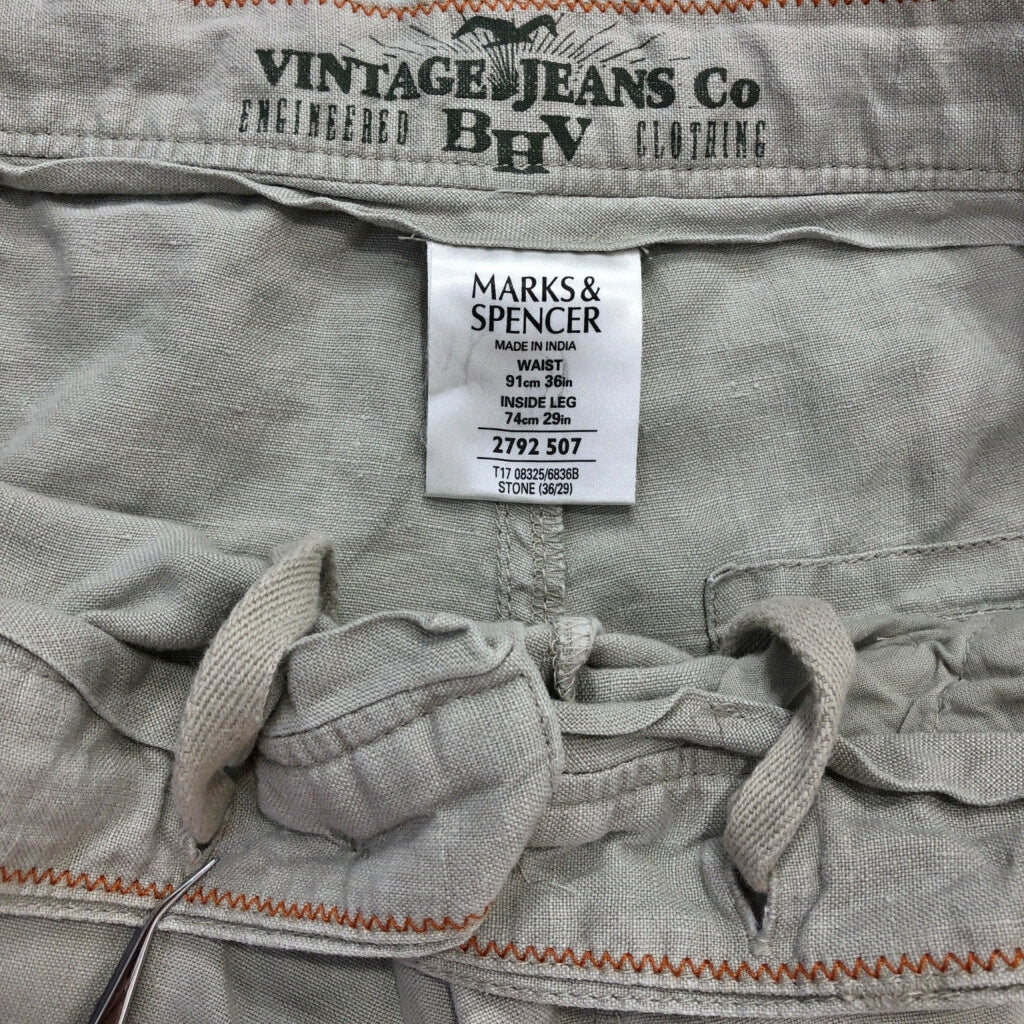 VINTAGE JEANS Co
ENGINEERED BHV CLOTHING
MARKS &
SPENCER
MADE IN INDIA
WAIST
91cm 36in
INSIDE LEG
74cm 29in
2792 507
T17 08325/6836B
STONE (36/29)